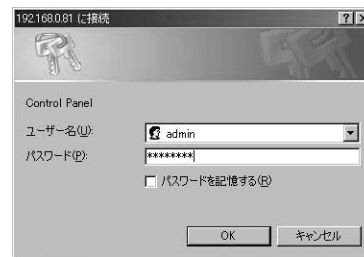 192.168.0.81 に接続
Control Panel
ユーザー名(U):
admin
パスワード(P):
********
パスワードを記憶する(R)
OK
キャンセル